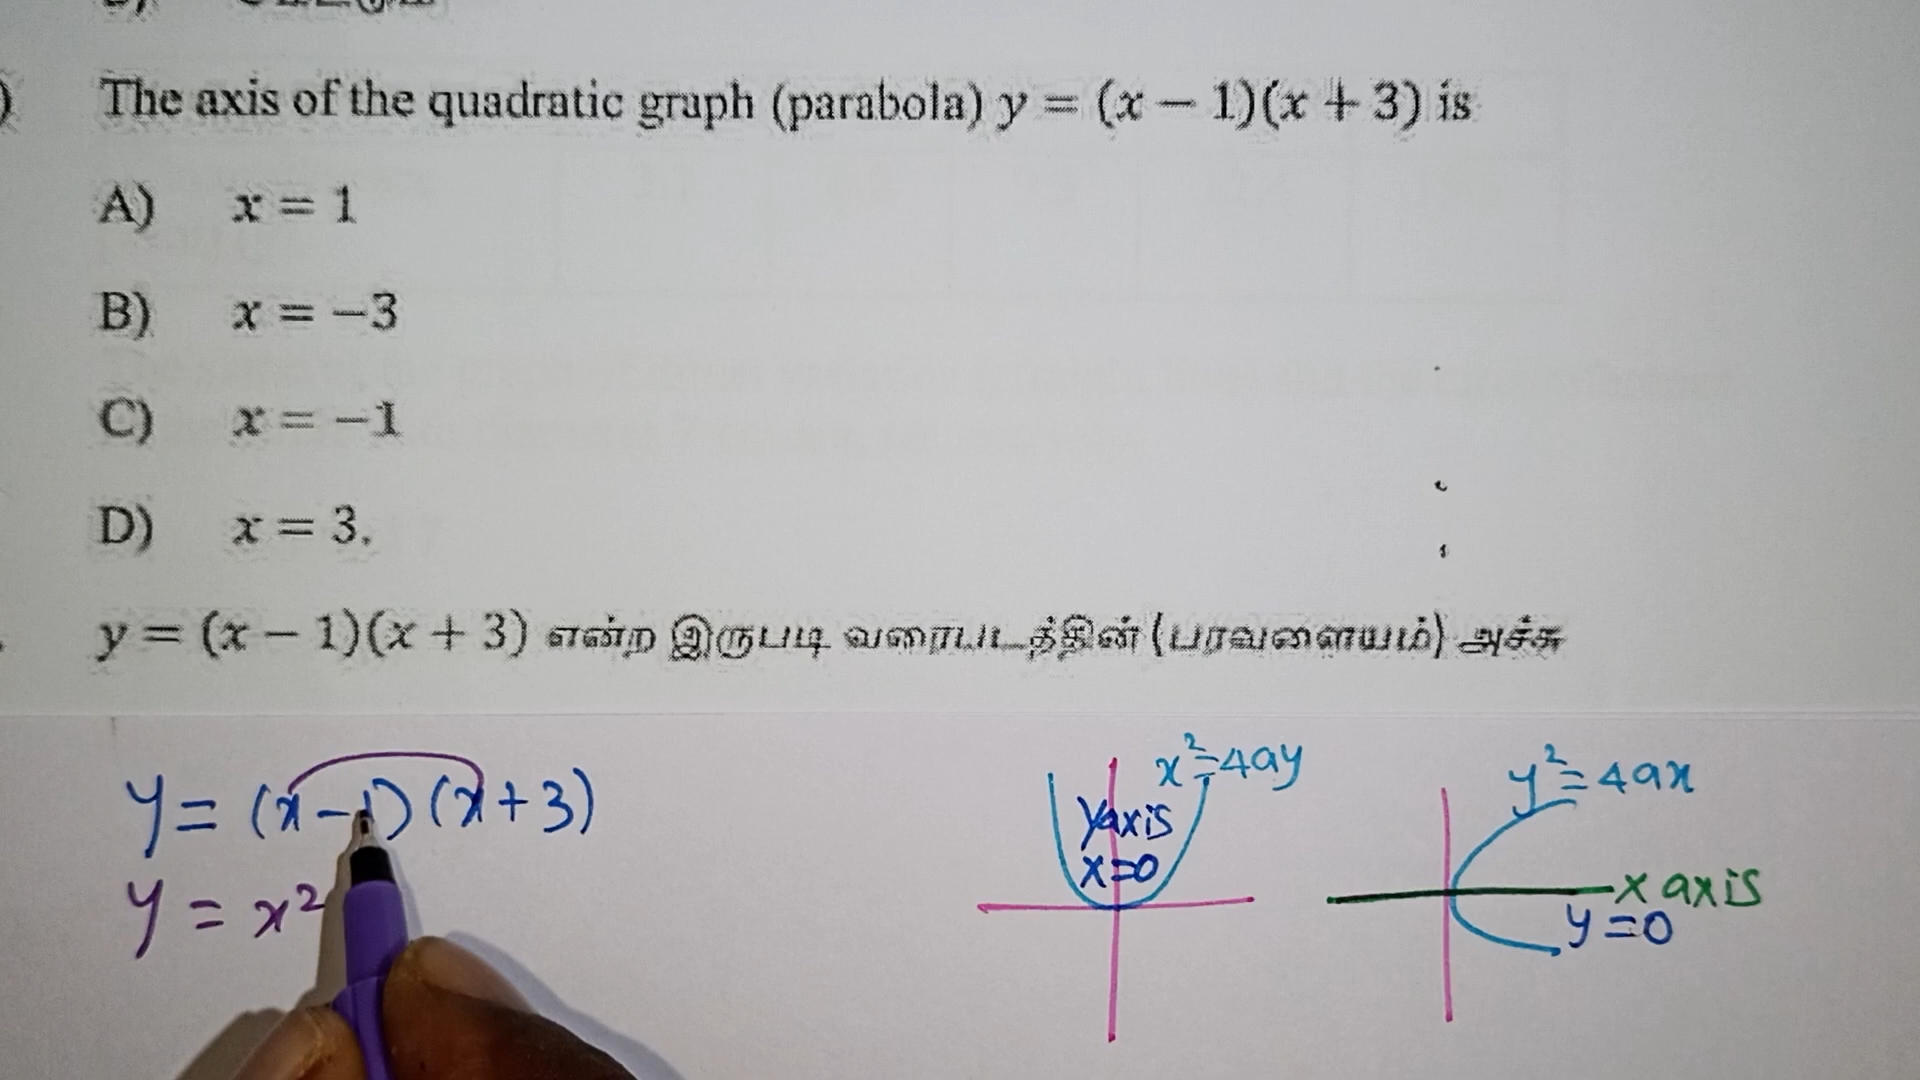 The axis of the quadratic graph (parabola) y = (x − 1)(x + 3) is
A) x = 1
B) x = −3
C) x = −1
D) x = 3.
y = (x − 1)(x + 3) என்ற இருபடி வரைபடத்தின் (பரவளையம்) அச்சு
y = (x-1) (x+3)
y = x²
x² = 4ay
Yaxis
x=0
y² = 4ax
x axis
y = 0